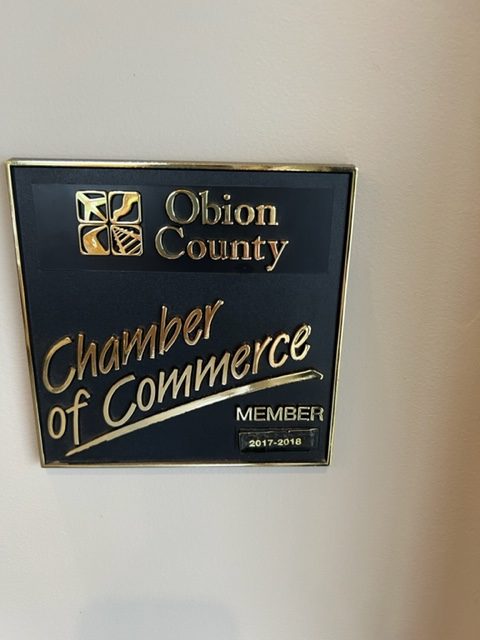 Obion
County
Chamber
of Commerce
MEMBER
2017-2018